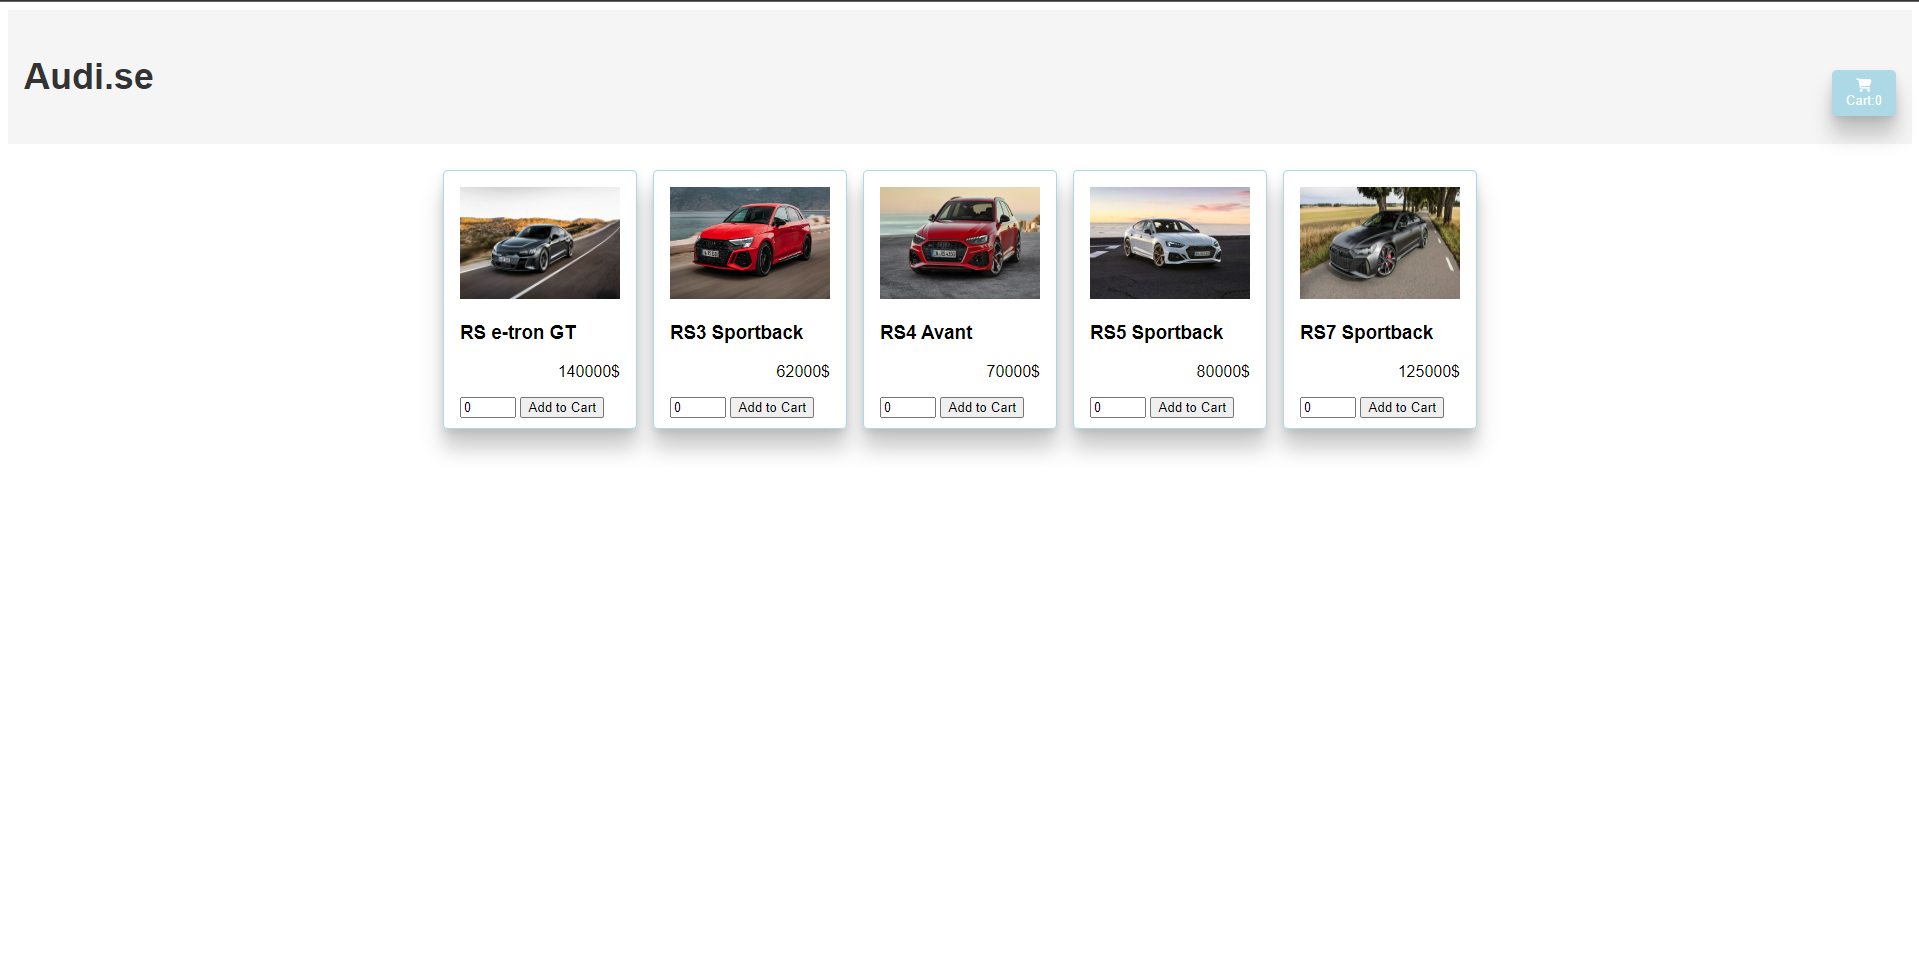 Audi.se
Cart:0
RS e-tron GT
140000$
0 Add to Cart
RS3 Sportback
62000$
0 Add to Cart
RS4 Avant
70000$
0 Add to Cart
RS5 Sportback
80000$
0 Add to Cart
RS7 Sportback
125000$
0 Add to Cart